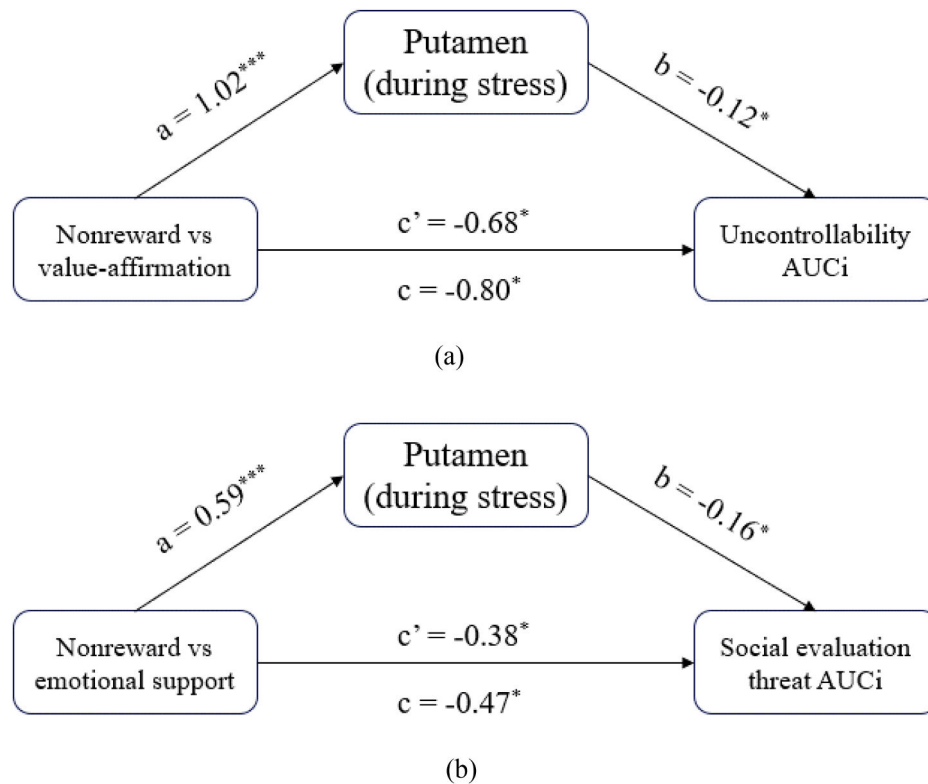 Putamen
(during stress)
a = 1.02***
b = -0.12*
Nonreward vs
value-affirmation
c’ = -0.68*
c = -0.80*
Uncontrollability
AUCi
(a)
Putamen
(during stress)
a = 0.59***
b = -0.16*
Nonreward vs
emotional support
c’ = -0.38*
c = -0.47*
Social evaluation
threat AUCi
(b)